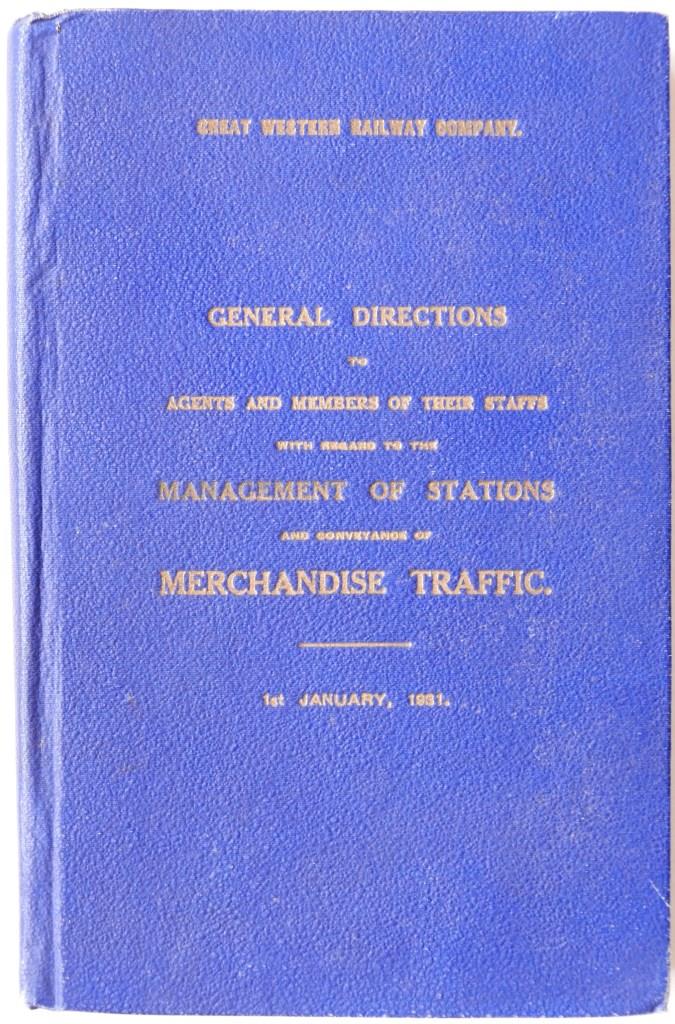 GREAT WESTERN RAILWAY COMPANY.
GENERAL DIRECTIONS
TO
AGENTS AND MEMBERS OF THEIR STAFFS
WITH REGARD TO THE
MANAGEMENT OF STATIONS
AND CONVEYANCE OF
MERCHANDISE TRAFFIC.
1st JANUARY, 1931.